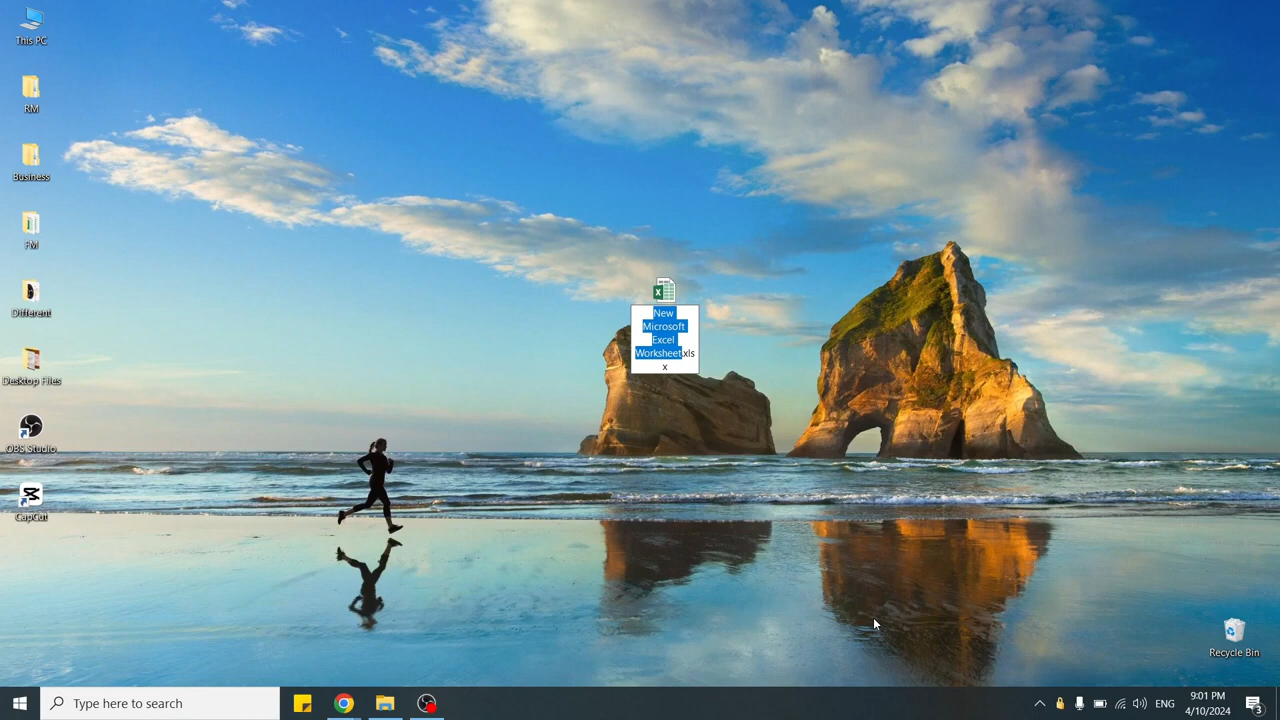 This PC
RM
Business
FM
Different
Desktop Files
OBS Studio
CapCut
New
Microsoft
Excel
Worksheet.xls
x
Recycle Bin
Type here to search
ENG
9:01 PM
4/10/2024
3